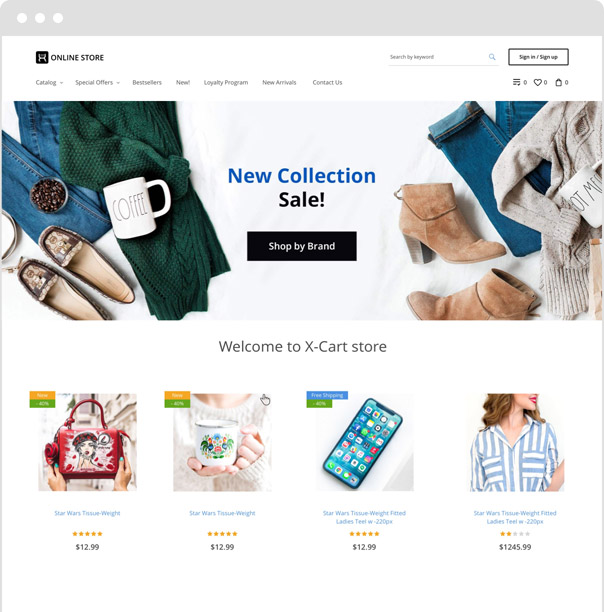 ONLINE STORE
Search by keyword
Sign in / Sign up
Catalog
Special Offers
Bestsellers
New!
Loyalty Program
New Arrivals
Contact Us
0
0
0
COFFEE
New Collection
Sale!
Shop by Brand
Welcome to X-Cart store
New
- 40%
New
- 40%
Free Shipping
- 40%
Star Wars Tissue-Weight
Star Wars Tissue-Weight
Star Wars Tissue-Weight Fitted
Ladies Teel w -220px
Star Wars Tissue-Weight Fitted
Ladies Teel w -220px
$12.99
$12.99
$12.99
$1245.99